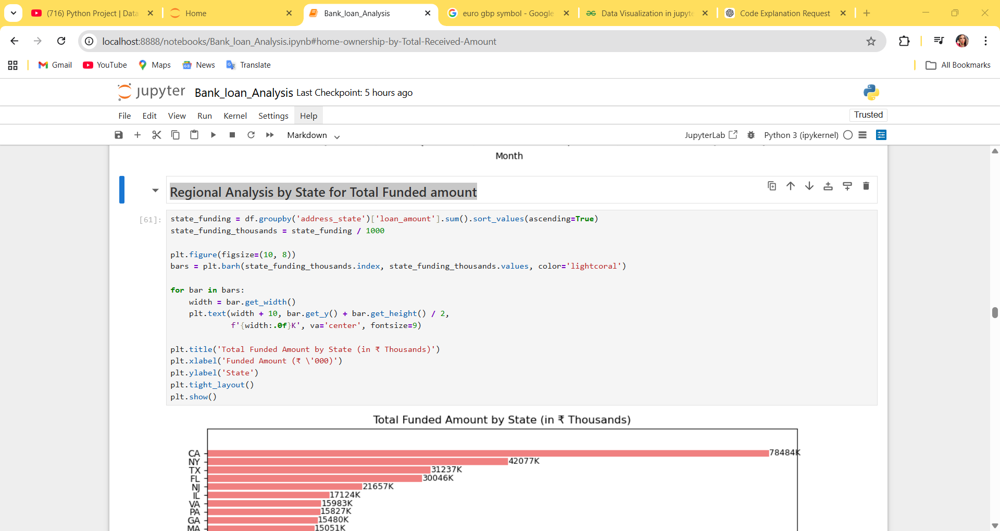 (716) Python Project | Data
Home
Bank_loan_Analysis
euro gbp symbol - Google
Data Visualization in jupyte
Code Explanation Request
localhost:8888/notebooks/Bank_loan_Analysis.ipynb#home-ownership-by-Total-Received-Amount
Gmail
YouTube
Maps
News
Translate
All Bookmarks
jupyter
Bank_loan_Analysis Last Checkpoint: 5 hours ago
File Edit View Run Kernel Settings Help
Trusted
Markdown
JupyterLab
Python 3 (ipykernel)
Month
Regional Analysis by State for Total Funded amount
[61]:
state_funding = df.groupby('address_state')['loan_amount'].sum().sort_values(ascending=True)
state_funding_thousands = state_funding / 1000
plt.figure(figsize=(10, 8))
bars = plt.barh(state_funding_thousands.index, state_funding_thousands.values, color='lightcoral')
for bar in bars:
    width = bar.get_width()
    plt.text(width + 10, bar.get_y() + bar.get_height() / 2,
             f'{width:.0f}K', va='center', fontsize=9)
plt.title('Total Funded Amount by State (in ₹ Thousands)')
plt.xlabel('Funded Amount (₹ \'000)')
plt.ylabel('State')
plt.tight_layout()
plt.show()
Total Funded Amount by State (in ₹ Thousands)
CA 78484K
NY 42077K
TX 31237K
FL 30046K
NJ 21657K
IL 17124K
VA 15983K
PA 15827K
GA 15480K
MA 15051K